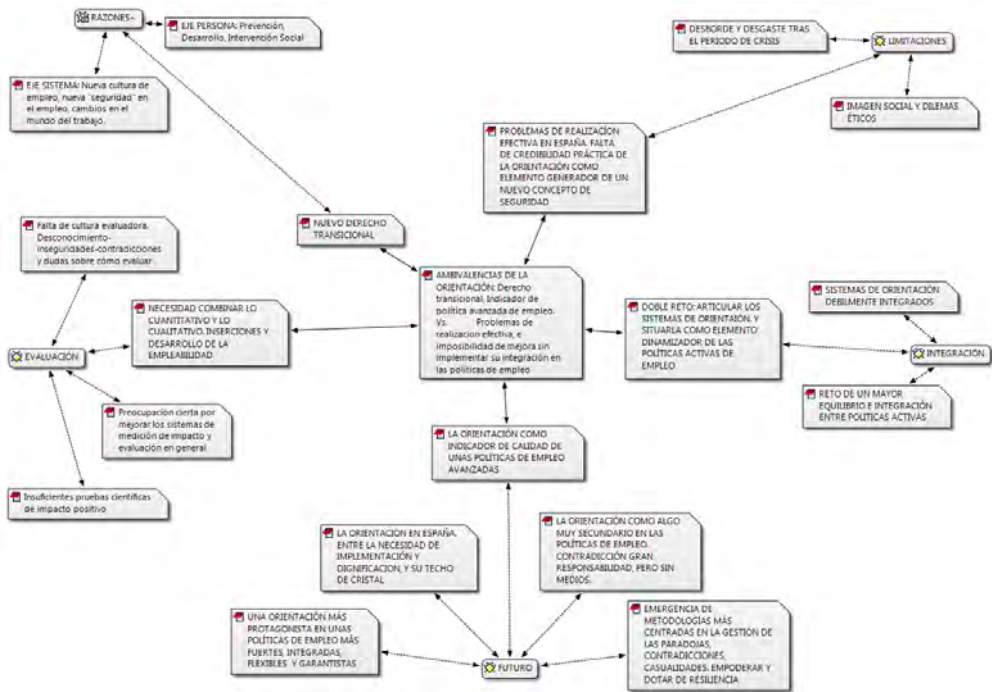 RAZONES~
EJE PERSONA: Prevención,
Desarrollo, Intervención Social
EJE SISTEMA: Nueva cultura de
empleo, nueva "seguridad" en
el empleo, cambios en el
mundo del trabajo.
DESBORDE Y DESGASTE TRAS
EL PERIODO DE CRISIS
LIMITACIONES
IMAGEN SOCIAL Y DILEMAS
ÉTICOS
PROBLEMAS DE REALIZACION
EFECTIVA EN ESPAÑA. FALTA
DE CREDIBILIDAD PRÁCTICA DE
LA ORIENTACIÓN COMO
ELEMENTO GENERADOR DE UN
NUEVO CONCEPTO DE
SEGURIDAD
NUEVO DERECHO
TRANSICIONAL
Falta de cultura evaluadora.
Desconocimiento-
inseguridades-contradicciones
y dudas sobre cómo evaluar
NECESIDAD COMBINAR LO
CUANTITATIVO Y LO
CUALITATIVO. INSERCIONES Y
DESARROLLO DE LA
EMPLEABILIDAD
EVALUACIÓN
Preocupación cierta por
mejorar los sistemas de
medición de impacto y
evaluación en general
Insuficientes pruebas científicas
de impacto positivo
AMBIVALENCIAS DE LA
ORIENTACIÓN: Derecho
transicional. Indicador de
política avanzada de empleo.
Vs. Problemas de
realizacion efectiva, e
imposibilidad de mejora sin
implementar su integración en
las políticas de empleo
DOBLE RETO: ARTICULAR LOS
SISTEMAS DE ORIENTAIÓN. Y
SITUARLA COMO ELEMENTO
DINAMIZADOR DE LAS
POLÍTICAS ACTIVAS DE
EMPLEO
SISTEMAS DE ORIENTACIÓN
DEBILMENTE INTEGRADOS
INTEGRACIÓN
RETO DE UN MAYOR
EQUILIBRIO E INTEGRACIÓN
ENTRE POLITICAS ACTIVAS
LA ORIENTACIÓN COMO
INDICADOR DE CALIDAD DE
UNAS POLÍTICAS DE EMPLEO
AVANZADAS
LA ORIENTACION EN ESPAÑA.
ENTRE LA NECESIDAD DE
IMPLEMENTACIÓN Y
DIGNIFICACION, Y SU TECHO
DE CRISTAL
LA ORIENTACIÓN COMO ALGO
MUY SECUNDARIO EN LAS
POLÍTICAS DE EMPLEO.
CONTRADICCIÓN GRAN
RESPONSABILIDAD, PERO SIN
MEDIOS.
UNA ORIENTACIÓN MÁS
PROTAGONISTA EN UNAS
POLÍTICAS DE EMPLEO MÁS
FUERTES, INTEGRADAS,
FLEXIBLES Y GARANTISTAS
FUTURO
EMERGENCIA DE
METODOLOGÍAS MÁS
CENTRADAS EN LA GESTION DE
LAS PARADOJAS,
CONTRADICCIONES,
CASUALIDADES. EMPODERAR Y
DOTAR DE RESILIENCIA